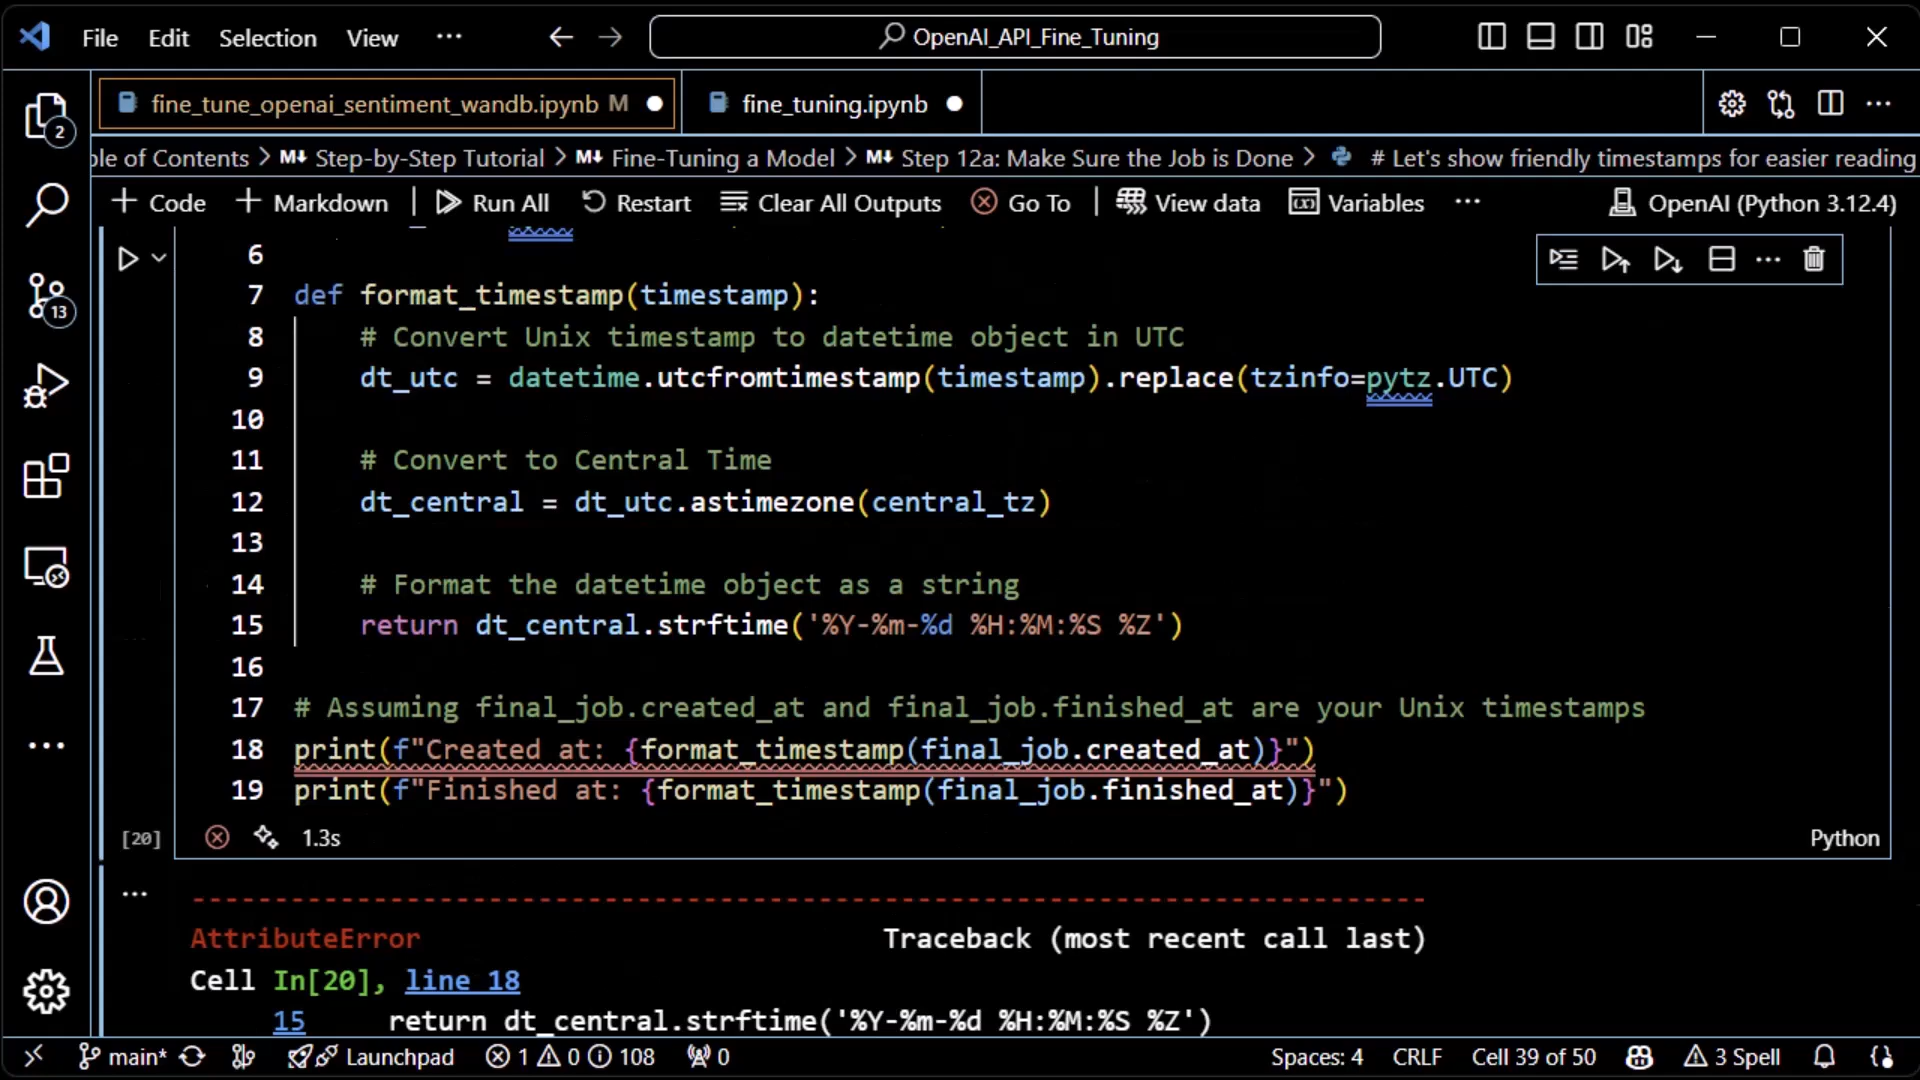 File Edit Selection View ··· OpenAI_API_Fine_Tuning
fine_tune_openai_sentiment_wandb.ipynb M fine_tuning.ipynb
ble of Contents > M↓ Step-by-Step Tutorial > M↓ Fine-Tuning a Model > M↓ Step 12a: Make Sure the Job is Done > # Let's show friendly timestamps for easier reading
+ Code + Markdown | Run All Restart Clear All Outputs Go To | View data Variables ··· OpenAI (Python 3.12.4)
2
13
6
7 def format_timestamp(timestamp):
8 # Convert Unix timestamp to datetime object in UTC
9 dt_utc = datetime.utcfromtimestamp(timestamp).replace(tzinfo=pytz.UTC)
10
11 # Convert to Central Time
12 dt_central = dt_utc.astimezone(central_tz)
13
14 # Format the datetime object as a string
15 return dt_central.strftime('%Y-%m-%d %H:%M:%S %Z')
16
17 # Assuming final_job.created_at and final_job.finished_at are your Unix timestamps
18 print(f"Created at: {format_timestamp(final_job.created_at)}")
19 print(f"Finished at: {format_timestamp(final_job.finished_at)}")
[20] 1.3s Python
---------------------------------------------------------------------------
AttributeError Traceback (most recent call last)
Cell In[20], line 18
15 return dt_central.strftime('%Y-%m-%d %H:%M:%S %Z')
main* Launchpad 1 0 108 0 Spaces: 4 CRLF Cell 39 of 50 3 Spell